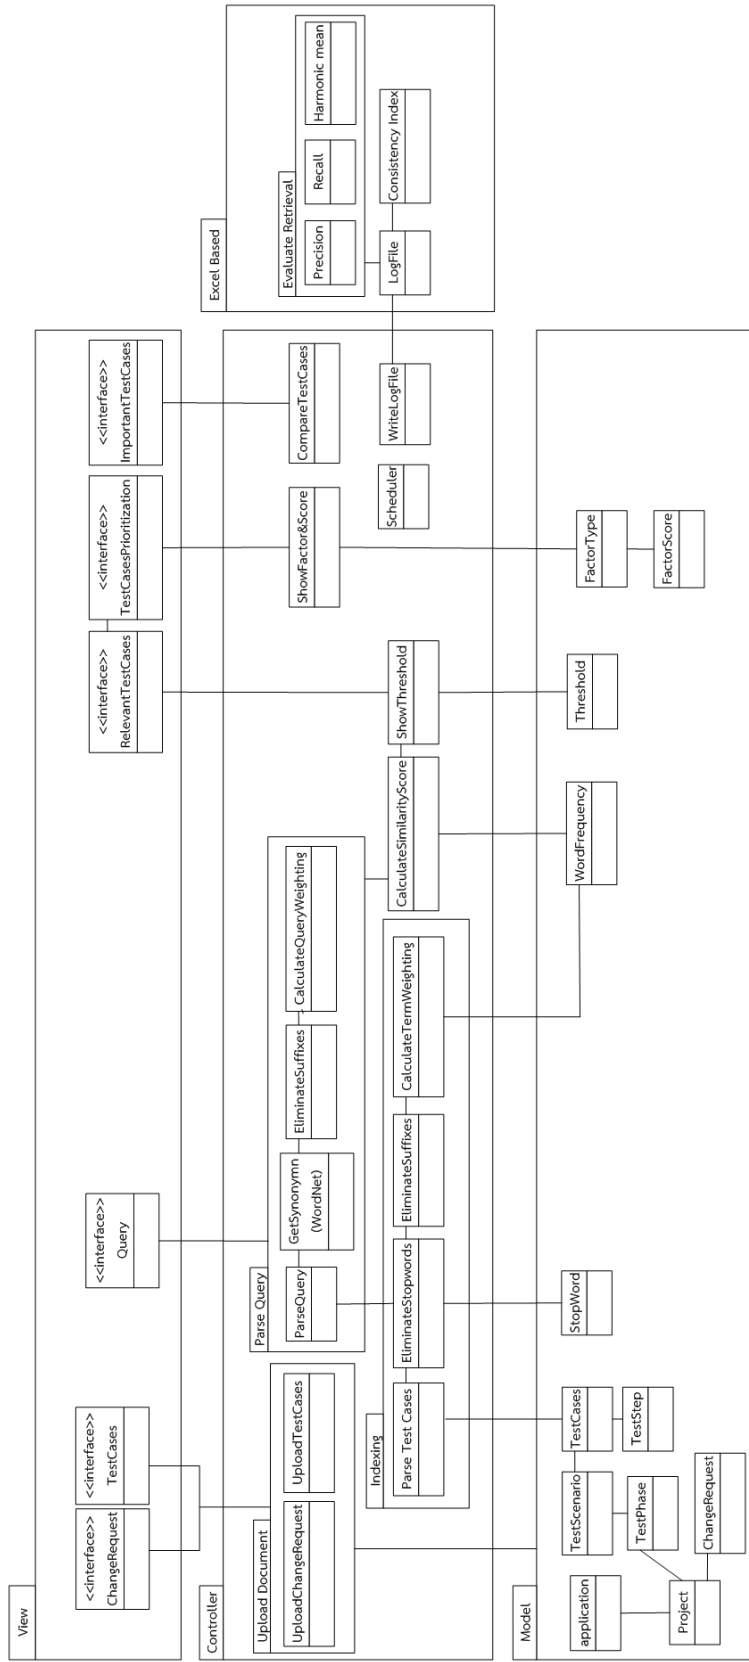 View
<<interface>>
ChangeRequest
<<interface>>
TestCases
<<interface>>
Query
<<interface>>
RelevantTestCases
<<interface>>
TestCasesPrioritization
<<interface>>
ImportantTestCases
Controller
Upload Document
UploadChangeRequest
UploadTestCases
Parse Query
ParseQuery
GetSynonymn
(WordNet)
EliminateSuffixes
CalculateQueryWeighting
Indexing
Parse Test Cases
EliminateStopwords
EliminateSuffixes
CalculateTermWeighting
CalculateSimilarityScore
ShowThreshold
ShowFactor&Score
CompareTestCases
Scheduler
WriteLogFile
Excel Based
Evaluate Retrieval
Precision
Recall
Harmonic mean
LogFile
Consistency Index
Model
application
Project
TestScenario
TestPhase
ChangeRequest
TestCases
TestStep
StopWord
WordFrequency
Threshold
FactorType
FactorScore